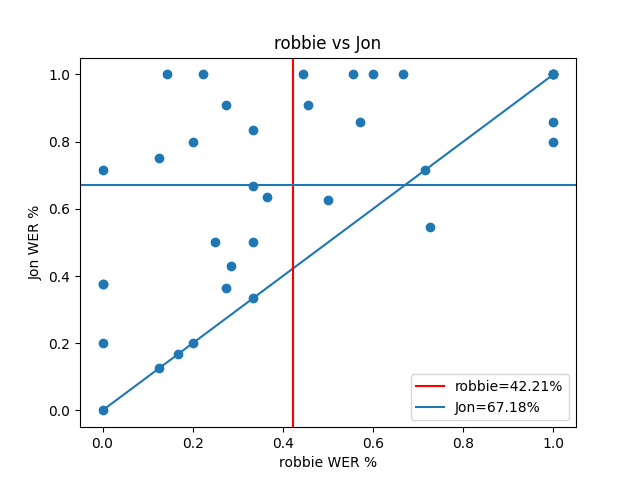 robbie vs Jon
Jon WER %
1.0
0.8
0.6
0.4
0.2
0.0
0.0 0.2 0.4 0.6 0.8 1.0
robbie WER %
robbie=42.21%
Jon=67.18%